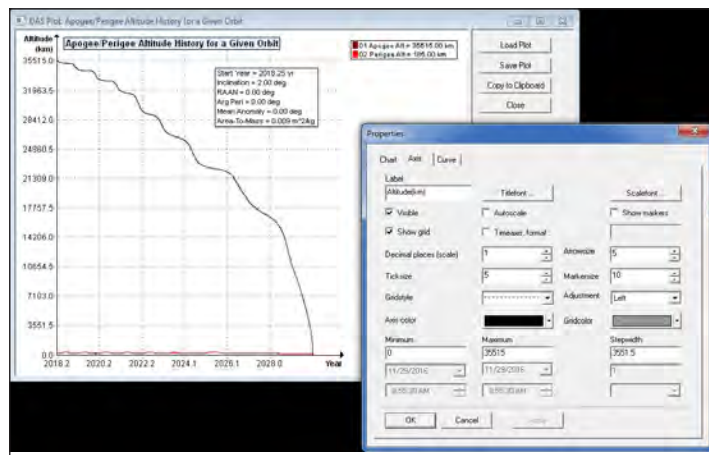 DAS Plot: Apogee/Perigee Altitude History for a Given Orbit
Altitude
(km)
Apogee/Perigee Altitude History for a Given Orbit
01 Apogee Alt = 35515.00 km
02 Perigee Alt = 185.00 km
Load Plot
Save Plot
Copy to Clipboard
Close
Start Year = 2018.25 yr
Inclination = 2.00 deg
RAAN = 0.00 deg
Arg Peri = 0.00 deg
Mean Anomaly = 0.00 deg
Area-To-Mass = 0.009 m^2/kg
35515.0
31963.5
28412.0
24860.5
21309.0
17757.5
14206.0
10654.5
7103.0
3551.5
0.0
2018.2 2020.2 2022.2 2024.1 2026.1 2028.0 Year
Properties
Chart Axis Curve
Label
Altitude(km)
Titlefont ...
Scalefont ...
Visible
Autoscale
Show markers
Show grid
Timeaxis, format
Decimal places (scale) 1 Arrowsize 5
Ticksize 5 Markersize 10
Gridstyle Adjustment Left
Axis color Gridcolor
Minimum Maximum Stepwidth
0 35515 3551.5
11/29/2016 11/29/2016 1
OK Cancel